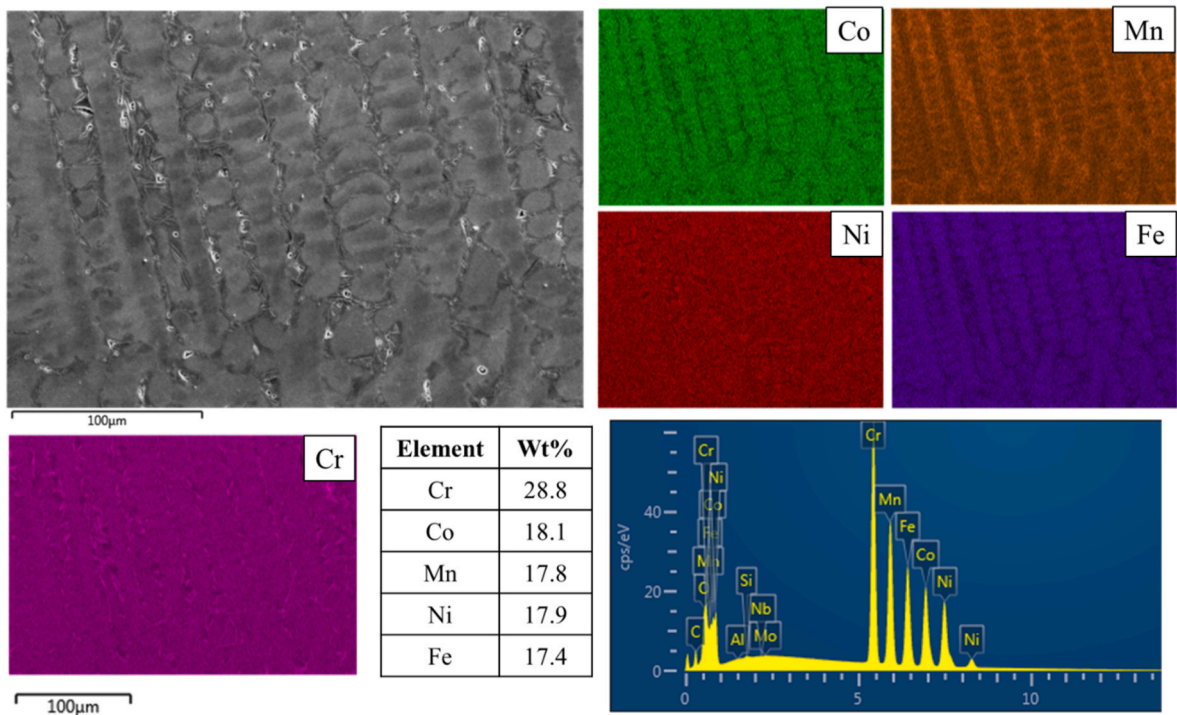 Co
Mn
Ni
Fe
100µm
Cr
100µm
Element Wt%
Cr 28.8
Co 18.1
Mn 17.8
Ni 17.9
Fe 17.4
cps/eV
40
20
0
0 5 10
Cr
Ni
Co
Fe
Mn
C
Si
Nb
Al
Mo
Cr
Mn
Fe
Co
Ni
Ni